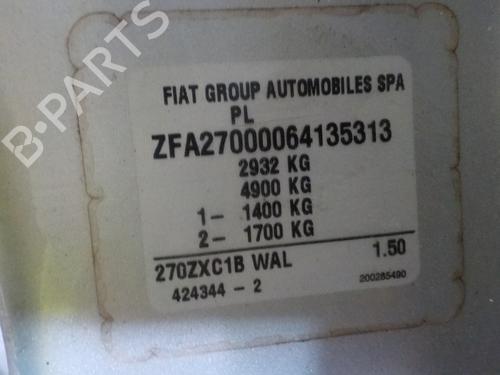 B-PARTS
FIAT GROUP AUTOMOBILES SPA
PL
ZFA27000064135313
2932 KG
4900 KG
1- 1400 KG
2- 1700 KG
270ZXC1B WAL 1.50
424344 - 2 200285490